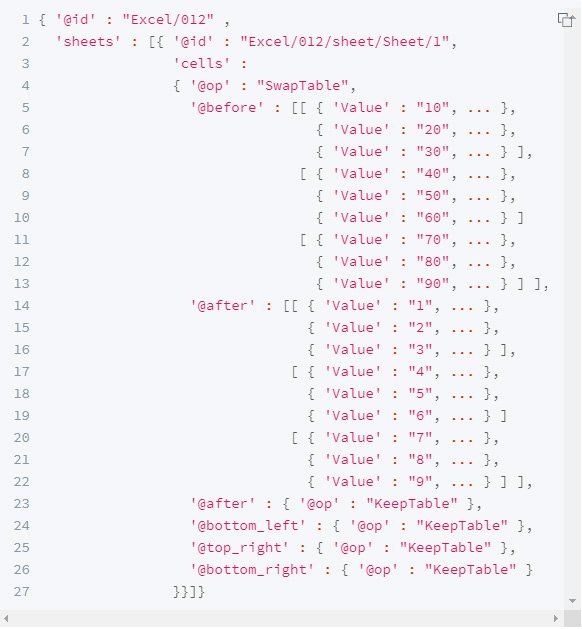 1 { '@id' : "Excel/012" ,
2 'sheets' : [{ '@id' : "Excel/012/sheet/Sheet/1",
3 'cells' :
4 { '@op' : "SwapTable",
5 '@before' : [[ { 'Value' : "10", ... },
6 { 'Value' : "20", ... },
7 { 'Value' : "30", ... } ],
8 [ { 'Value' : "40", ... },
9 { 'Value' : "50", ... },
10 { 'Value' : "60", ... } ]
11 [ { 'Value' : "70", ... },
12 { 'Value' : "80", ... },
13 { 'Value' : "90", ... } ] ],
14 '@after' : [[ { 'Value' : "1", ... },
15 { 'Value' : "2", ... },
16 { 'Value' : "3", ... } ],
17 [ { 'Value' : "4", ... },
18 { 'Value' : "5", ... },
19 { 'Value' : "6", ... } ]
20 [ { 'Value' : "7", ... },
21 { 'Value' : "8", ... },
22 { 'Value' : "9", ... } ] ],
23 '@after' : { '@op' : "KeepTable" },
24 '@bottom_left' : { '@op' : "KeepTable" },
25 '@top_right' : { '@op' : "KeepTable" },
26 '@bottom_right' : { '@op' : "KeepTable" }
27 }}]}